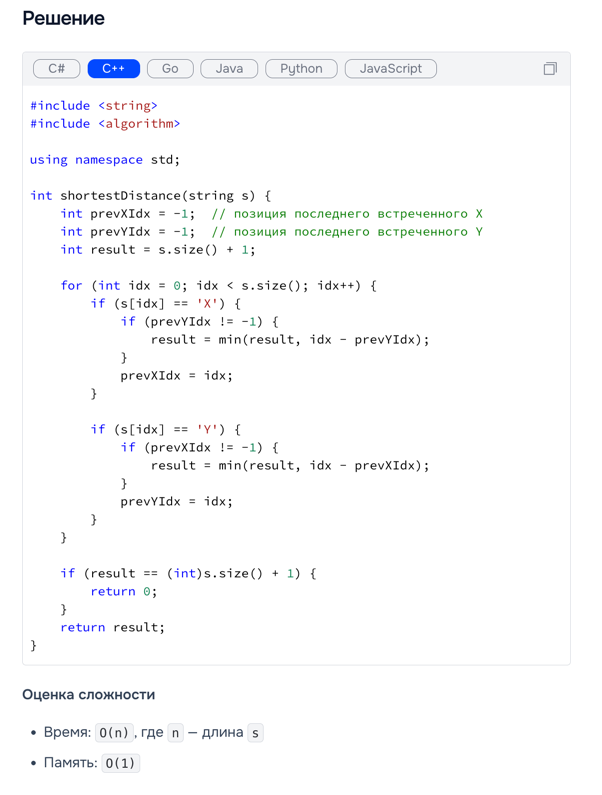 Решение
C# C++ Go Java Python JavaScript
#include <string>
#include <algorithm>
using namespace std;
int shortestDistance(string s) {
    int prevXIdx = -1;  // позиция последнего встреченного X
    int prevYIdx = -1;  // позиция последнего встреченного Y
    int result = s.size() + 1;
    for (int idx = 0; idx < s.size(); idx++) {
        if (s[idx] == 'X') {
            if (prevYIdx != -1) {
                result = min(result, idx - prevYIdx);
            }
            prevXIdx = idx;
        }
        if (s[idx] == 'Y') {
            if (prevXIdx != -1) {
                result = min(result, idx - prevXIdx);
            }
            prevYIdx = idx;
        }
    }
    if (result == (int)s.size() + 1) {
        return 0;
    }
    return result;
}
Оценка сложности
• Время: O(n), где n — длина s
• Память: O(1)